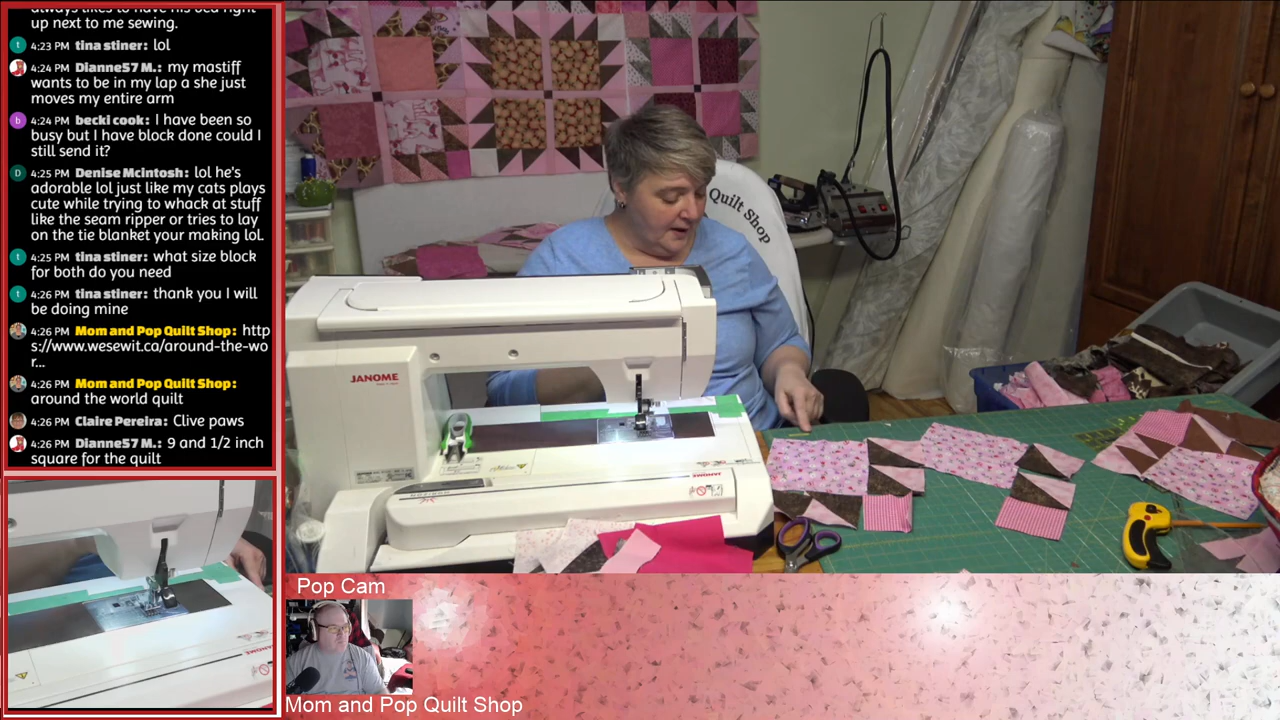 always likes to have his bed right
up next to me sewing.
t 4:23 PM tina stiner: lol
4:24 PM Dianne57 M.: my mastiff
wants to be in my lap a she just
moves my entire arm
b 4:24 PM becki cook: I have been so
busy but I have block done could I
still send it?
D 4:25 PM Denise Mcintosh: lol he's
adorable lol just like my cats plays
cute while trying to whack at stuff
like the seam ripper or tries to lay
on the tie blanket your making lol.
t 4:25 PM tina stiner: what size block
for both do you need
t 4:26 PM tina stiner: thank you I will
be doing mine
4:26 PM Mom and Pop Quilt Shop: http
s://www.wesewit.ca/around-the-wo
r...
4:26 PM Mom and Pop Quilt Shop:
around the world quilt
4:26 PM Claire Pereira: Clive paws
4:26 PM Dianne57 M.: 9 and 1/2 inch
square for the quilt
Quilt Shop
JANOME
Pop Cam
Mom and Pop Quilt Shop